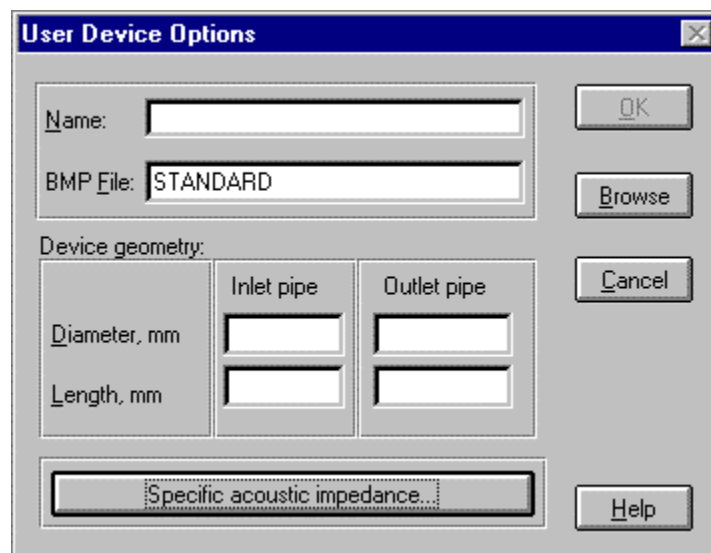 User Device Options
Name:
OK
BMP File: STANDARD
Browse
Device geometry:
Inlet pipe Outlet pipe
Cancel
Diameter, mm
Length, mm
Specific acoustic impedance...
Help